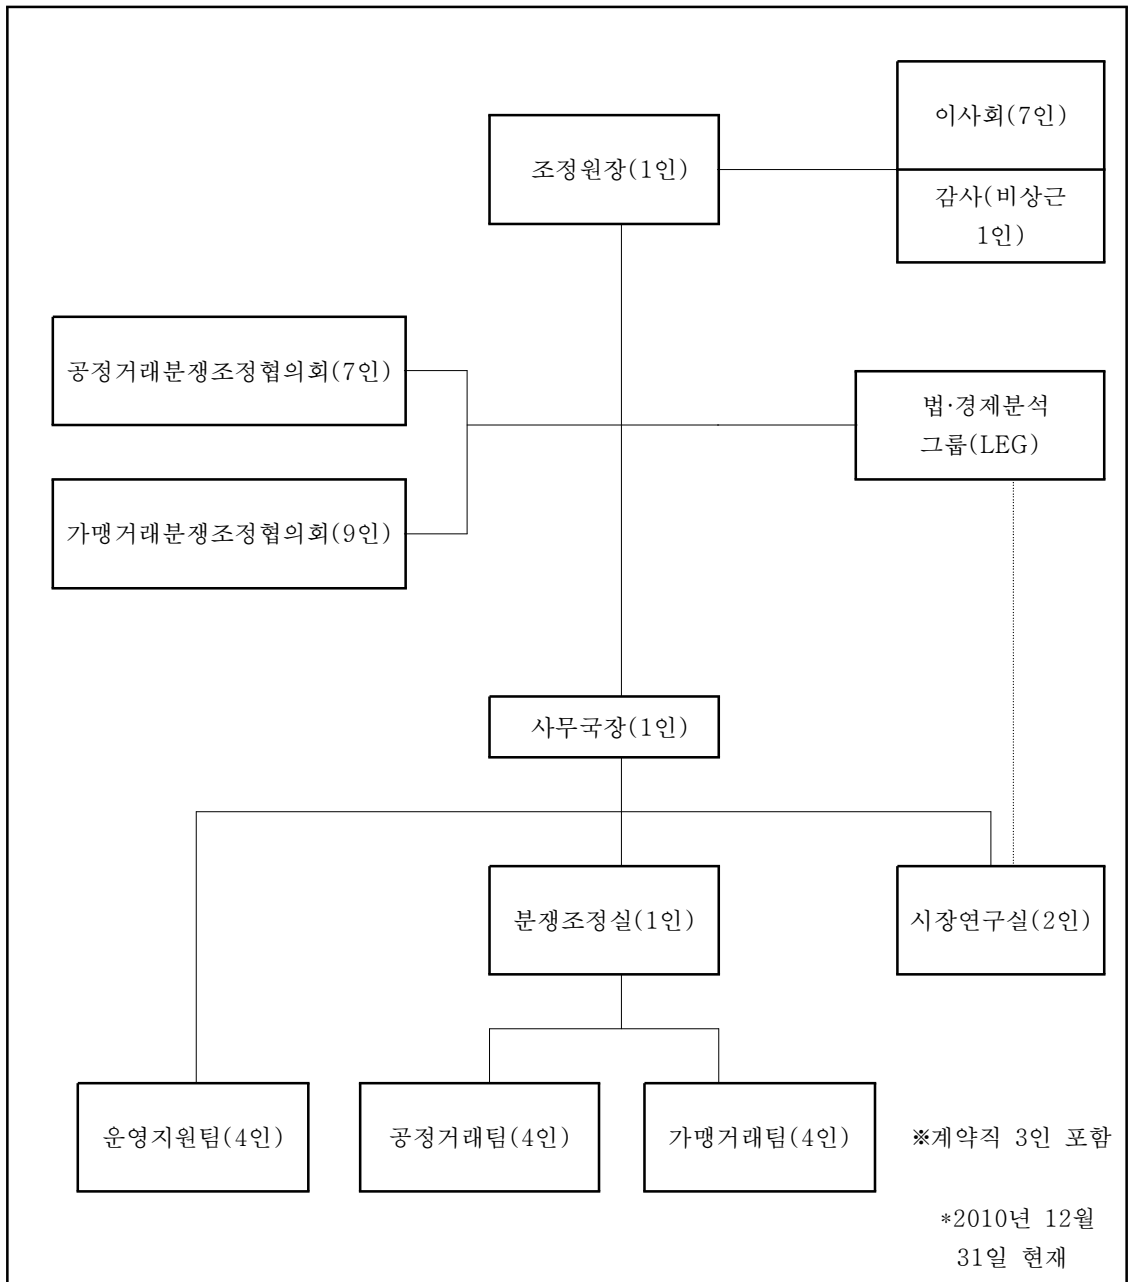 이사회(7인)
조정원장(1인)
감사(비상근
1인)
공정거래분쟁조정협의회(7인)
법·경제분석
그룹(LEG)
가맹거래분쟁조정협의회(9인)
사무국장(1인)
분쟁조정실(1인)
시장연구실(2인)
운영지원팀(4인)
공정거래팀(4인)
가맹거래팀(4인)
※계약직 3인 포함
*2010년 12월
31일 현재